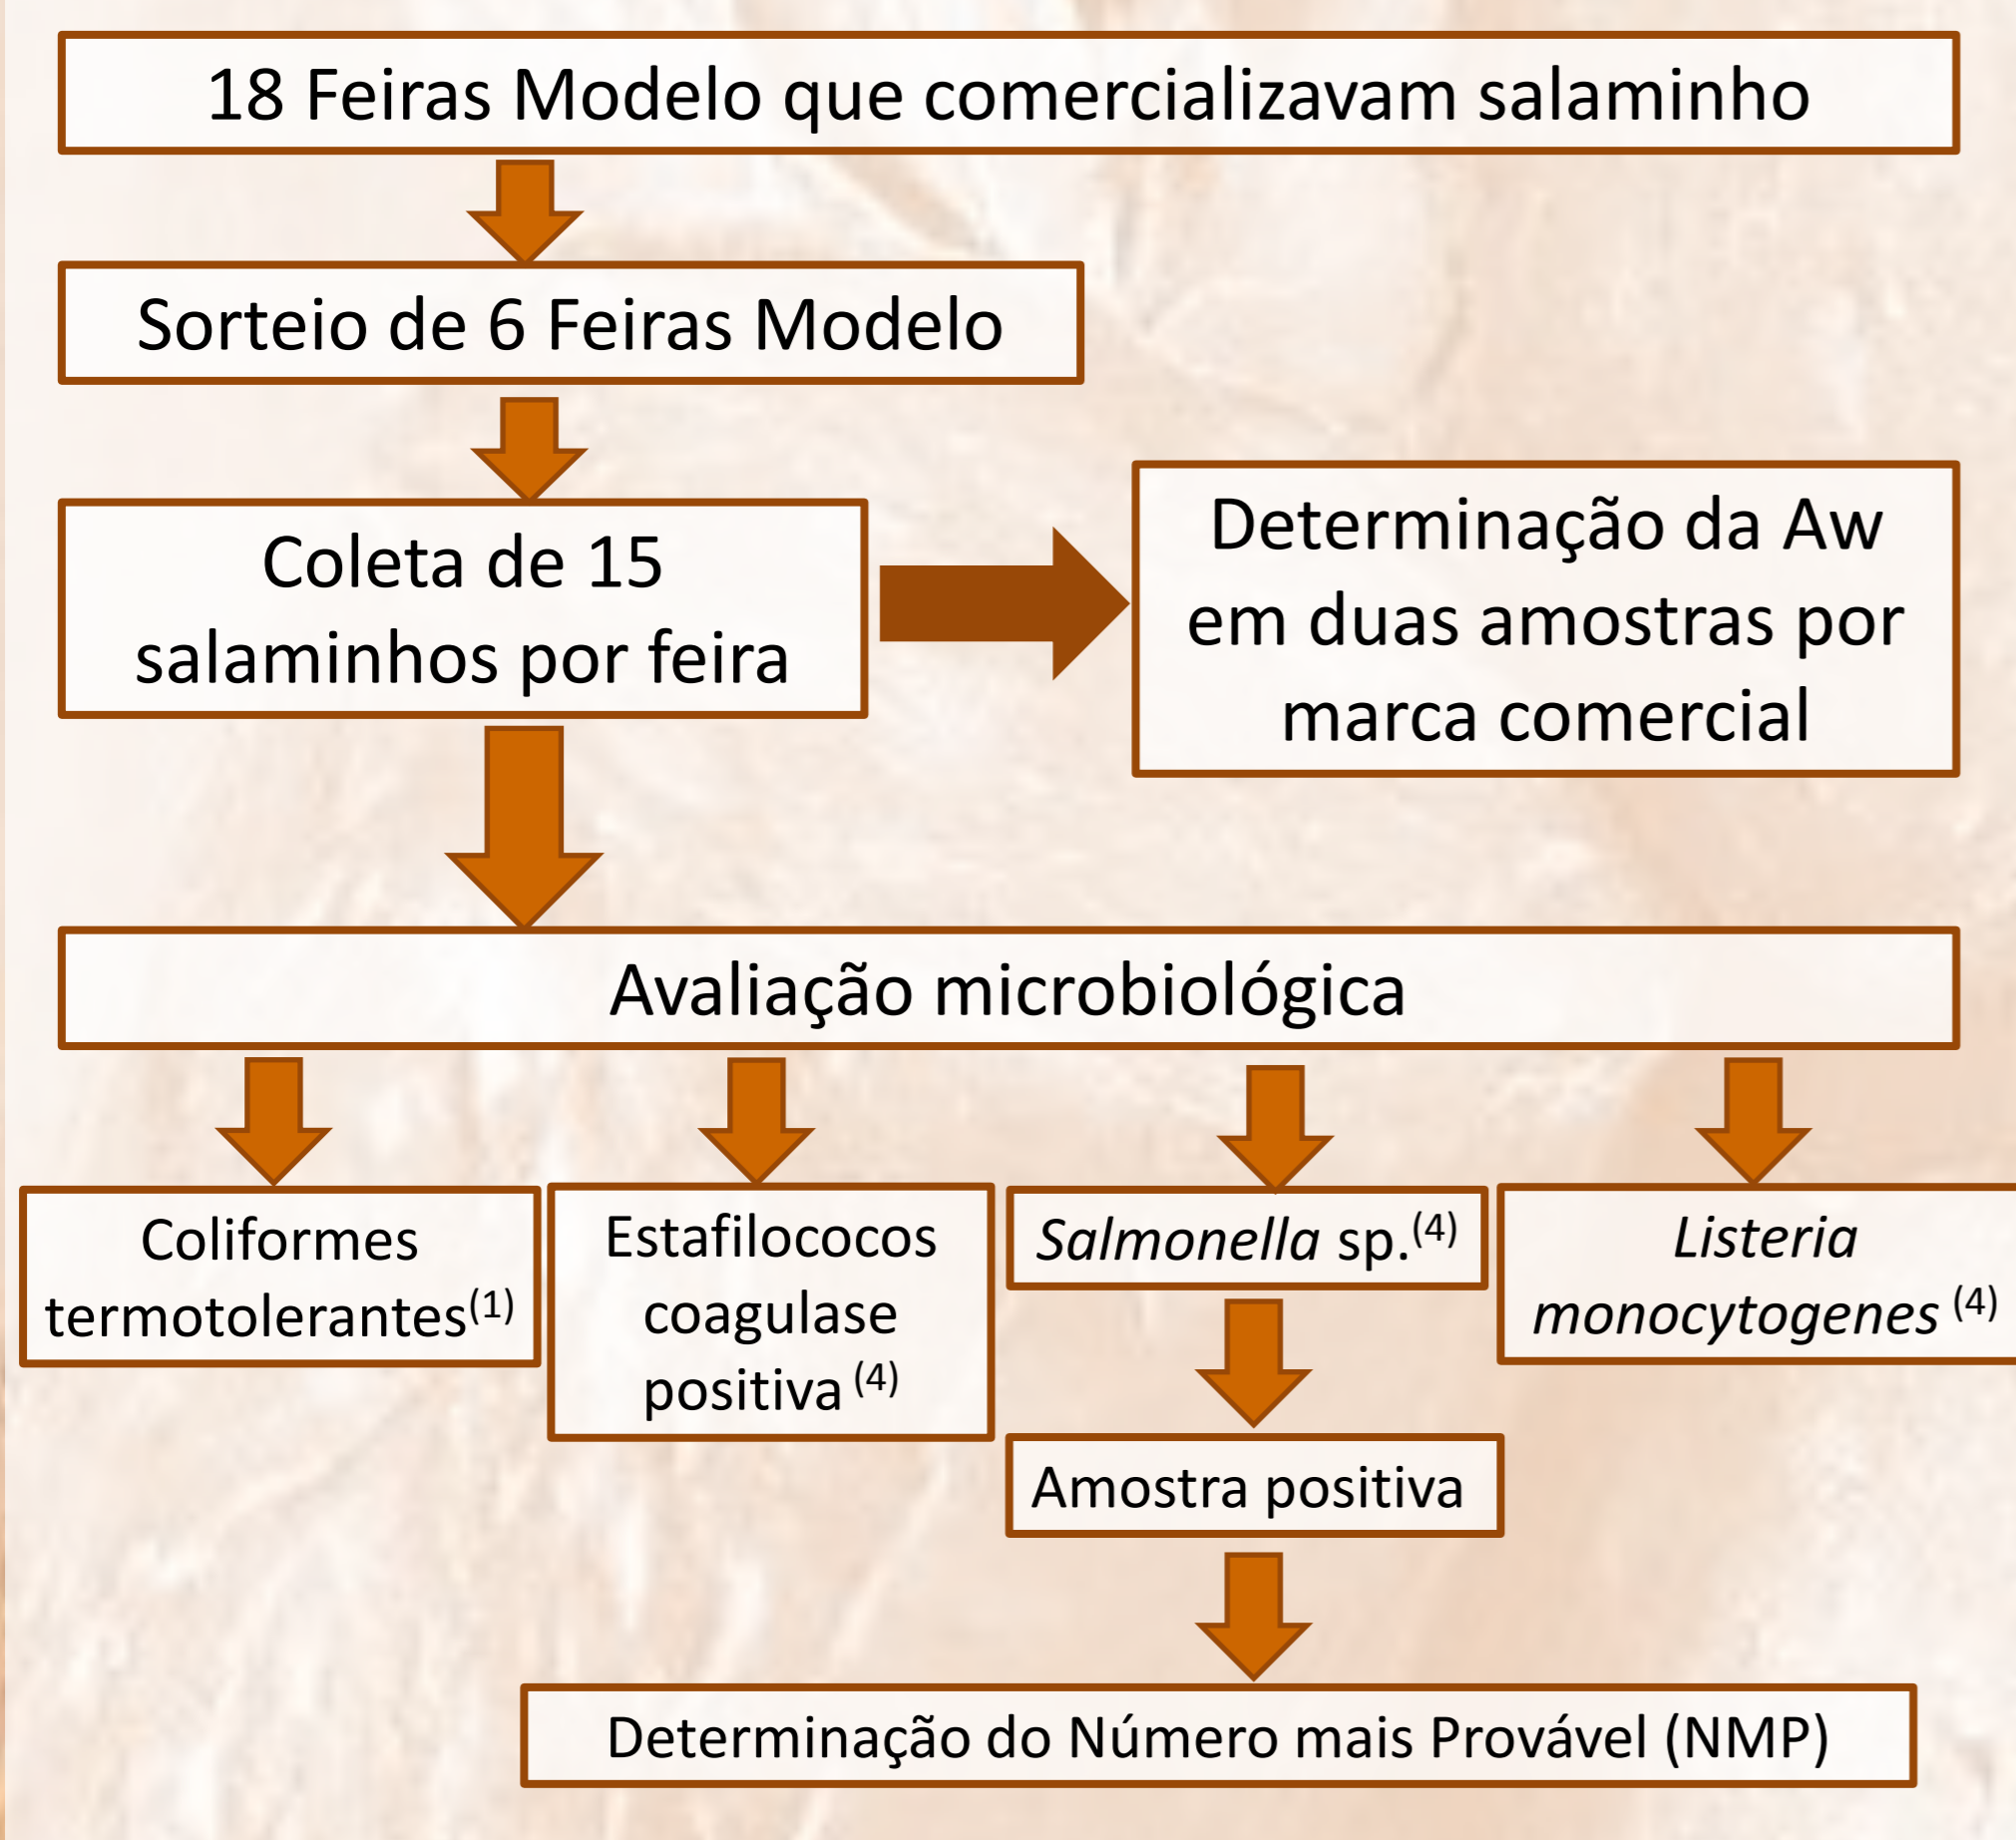 18 Feiras Modelo que comercializavam salaminho
Sorteio de 6 Feiras Modelo
Coleta de 15
salaminhos por feira
Determinação da Aw
em duas amostras por
marca comercial
Avaliação microbiológica
Coliformes
termotolerantes(1)
Estafilococos
coagulase
positiva (4)
Salmonella sp.(4)
Listeria
monocytogenes (4)
Amostra positiva
Determinação do Número mais Provável (NMP)